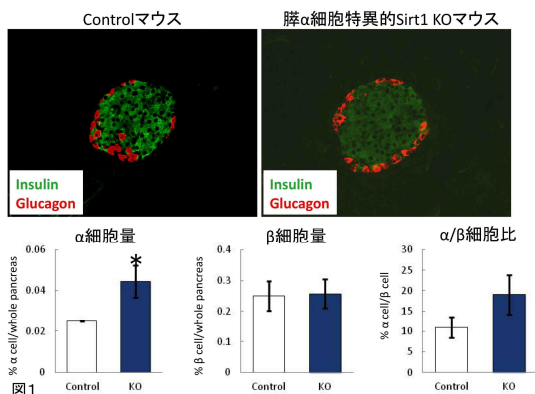 Controlマウス
膵α細胞特異的Sirt1 KOマウス
Insulin
Glucagon
Insulin
Glucagon
α細胞量
% α cell/whole pancreas
0.06
0.04
0.02
0
*
Control
KO
β細胞量
% β cell/whole pancreas
0.4
0.3
0.2
0.1
0
Control
KO
α/β細胞比
% α cell/β cell
30
25
20
15
10
5
0
Control
KO
図1